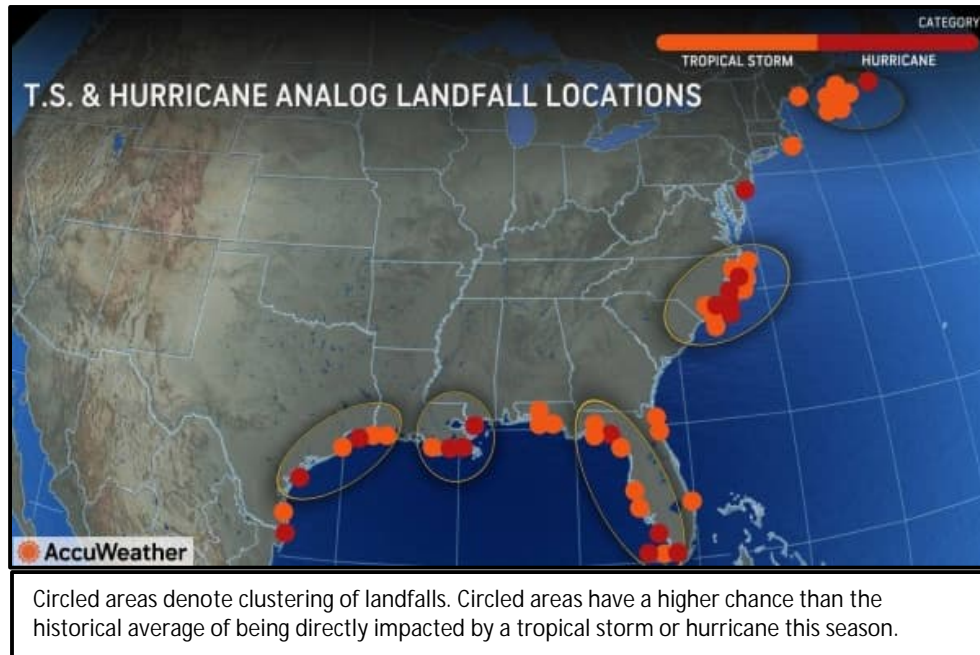 CATEGORY
TROPICAL STORM HURRICANE
T.S. & HURRICANE ANALOG LANDFALL LOCATIONS
AccuWeather
Circled areas denote clustering of landfalls. Circled areas have a higher chance than the
historical average of being directly impacted by a tropical storm or hurricane this season.